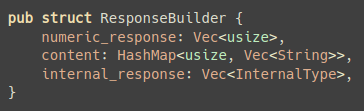 pub struct ResponseBuilder {
    numeric_response: Vec<usize>,
    content: HashMap<usize, Vec<String>>,
    internal_response: Vec<InternalType>,
}